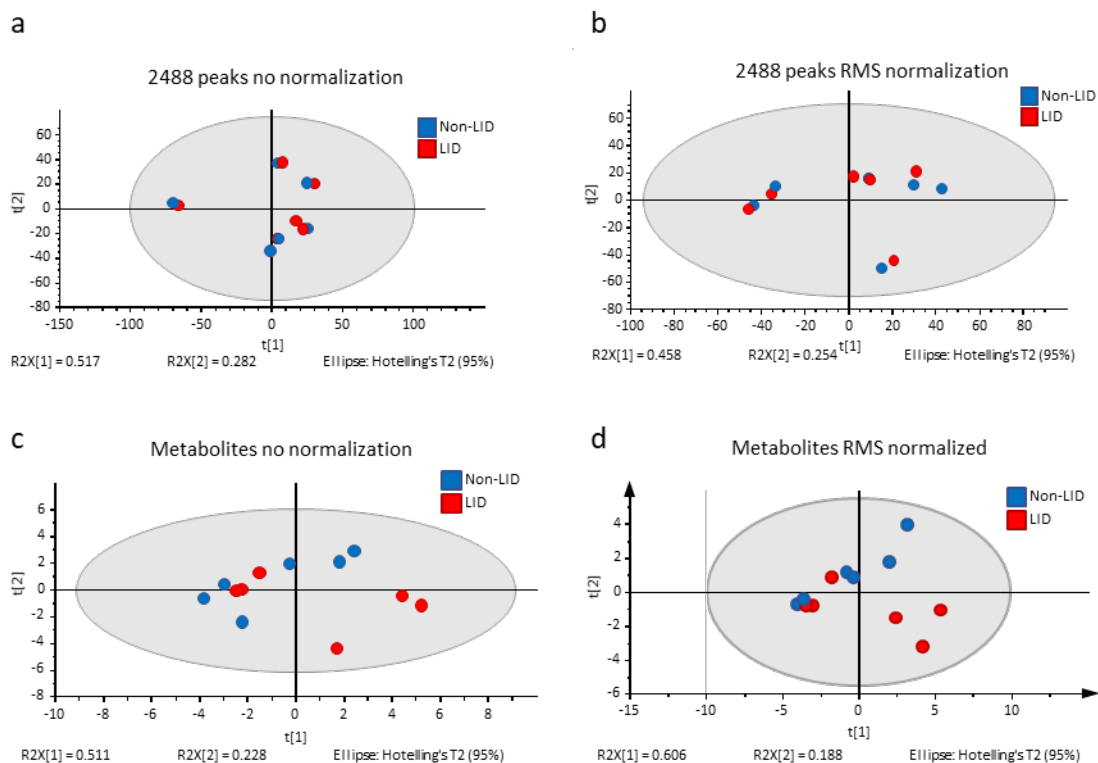 a
2488 peaks no normalization
Non-LID
LID
60
40
20
0
-20
-40
-60
-80
t[2]
-150
-100
-50
0
50
100
t[1]
R2X[1] = 0.517
R2X[2] = 0.282
Ellipse: Hotelling's T2 (95%)
b
2488 peaks RMS normalization
Non-LID
LID
60
40
20
0
-20
-40
-60
-80
t[2]
-100
-80
-60
-40
-20
0
20
40
60
80
t[1]
R2X[1] = 0.458
R2X[2] = 0.254
Ellipse: Hotelling's T2 (95%)
c
Metabolites no normalization
Non-LID
LID
6
4
2
0
-2
-4
-6
-8
t[2]
-10
-8
-6
-4
-2
0
2
4
6
8
t[1]
R2X[1] = 0.511
R2X[2] = 0.228
Ellipse: Hotelling's T2 (95%)
d
Metabolites RMS normalized
Non-LID
LID
4
2
0
-2
-4
-6
t[2]
-15
-10
-5
0
5
10
t[1]
R2X[1] = 0.606
R2X[2] = 0.188
Ellipse: Hotelling's T2 (95%)